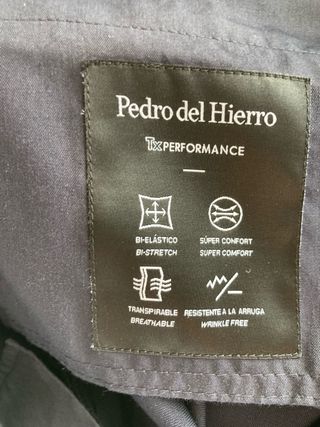 Pedro del Hierro
Tx PERFORMANCE
BI-ELÁSTICO
BI-STRETCH
SÚPER CONFORT
SUPER COMFORT
TRANSPIRABLE
BREATHABLE
RESISTENTE A LA ARRUGA
WRINKLE FREE